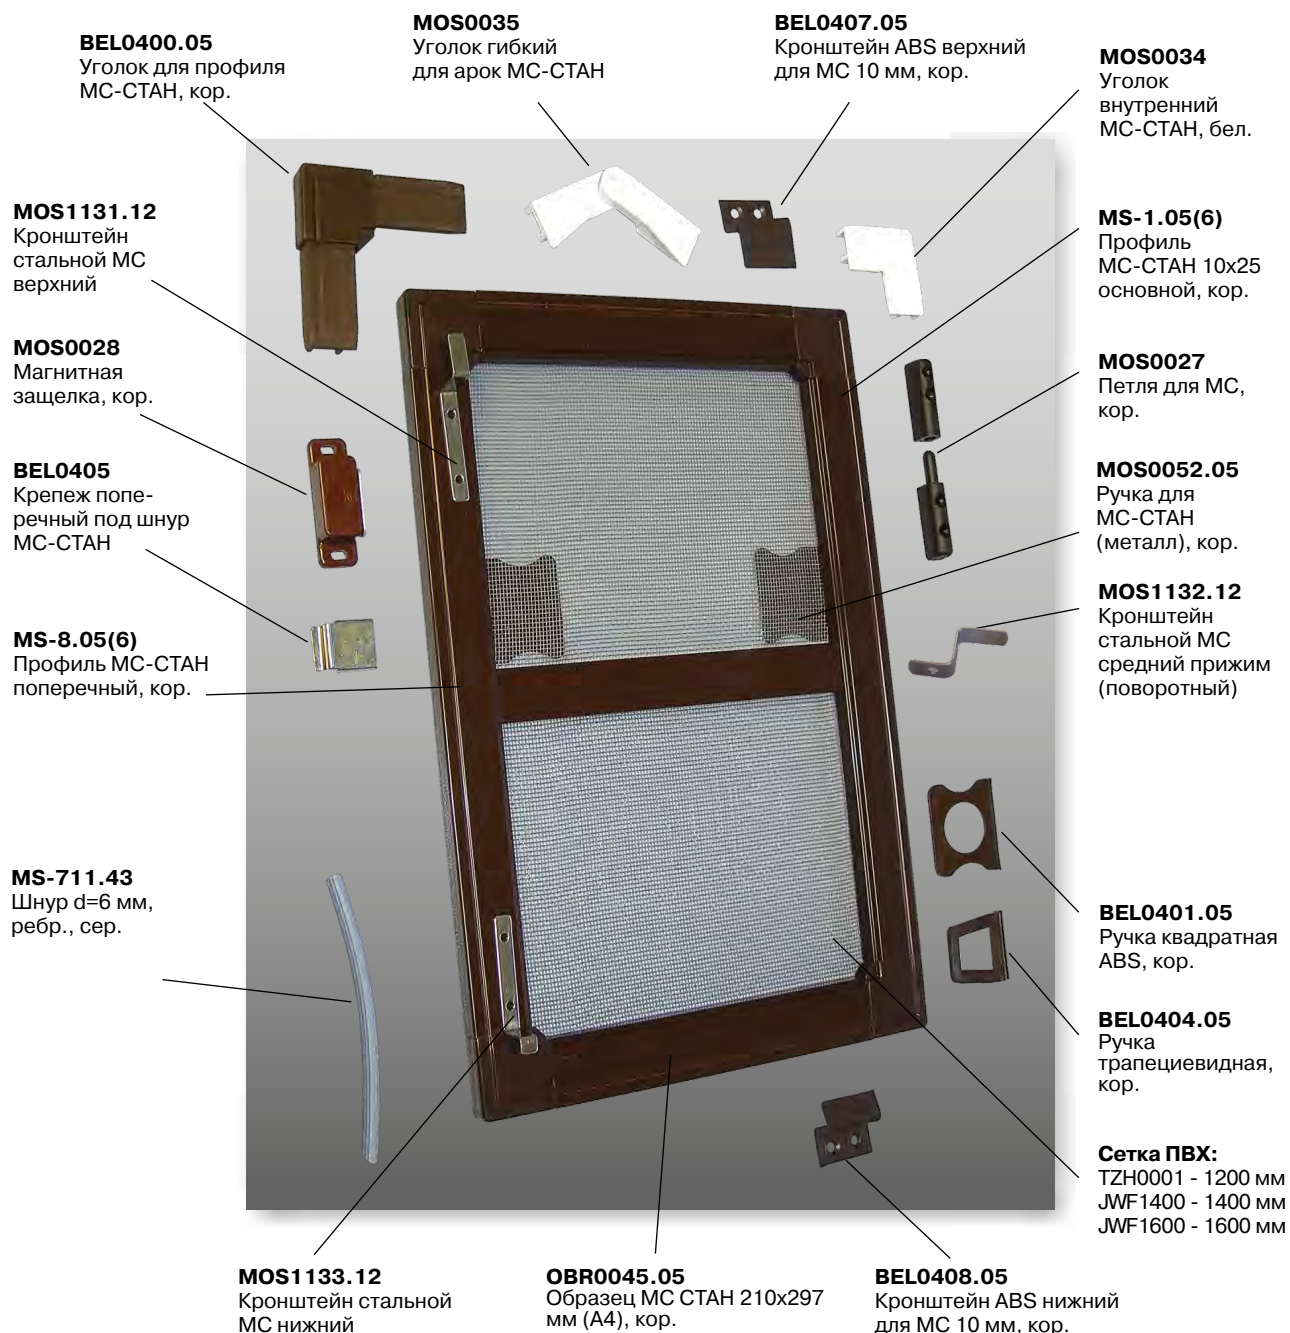 BEL0400.05
Уголок для профиля
МС-СТАН, кор.
MOS0035
Уголок гибкий
для арок МС-СТАН
BEL0407.05
Кронштейн ABS верхний
для МС 10 мм, кор.
MOS0034
Уголок
внутренний
МС-СТАН, бел.
MOS1131.12
Кронштейн
стальной МС
верхний
MS-1.05(6)
Профиль
МС-СТАН 10х25
основной, кор.
MOS0028
Магнитная
защелка, кор.
MOS0027
Петля для МС,
кор.
BEL0405
Крепеж попе-
речный под шнур
МС-СТАН
MOS0052.05
Ручка для
МС-СТАН
(металл), кор.
MS-8.05(6)
Профиль МС-СТАН
поперечный, кор.
MOS1132.12
Кронштейн
стальной МС
средний прижим
(поворотный)
MS-711.43
Шнур d=6 мм,
ребр., сер.
BEL0401.05
Ручка квадратная
ABS, кор.
BEL0404.05
Ручка
трапециевидная,
кор.
Сетка ПВХ:
TZH0001 - 1200 мм
JWF1400 - 1400 мм
JWF1600 - 1600 мм
MOS1133.12
Кронштейн стальной
МС нижний
OBR0045.05
Образец МС СТАН 210х297
мм (А4), кор.
BEL0408.05
Кронштейн ABS нижний
для МС 10 мм, кор.